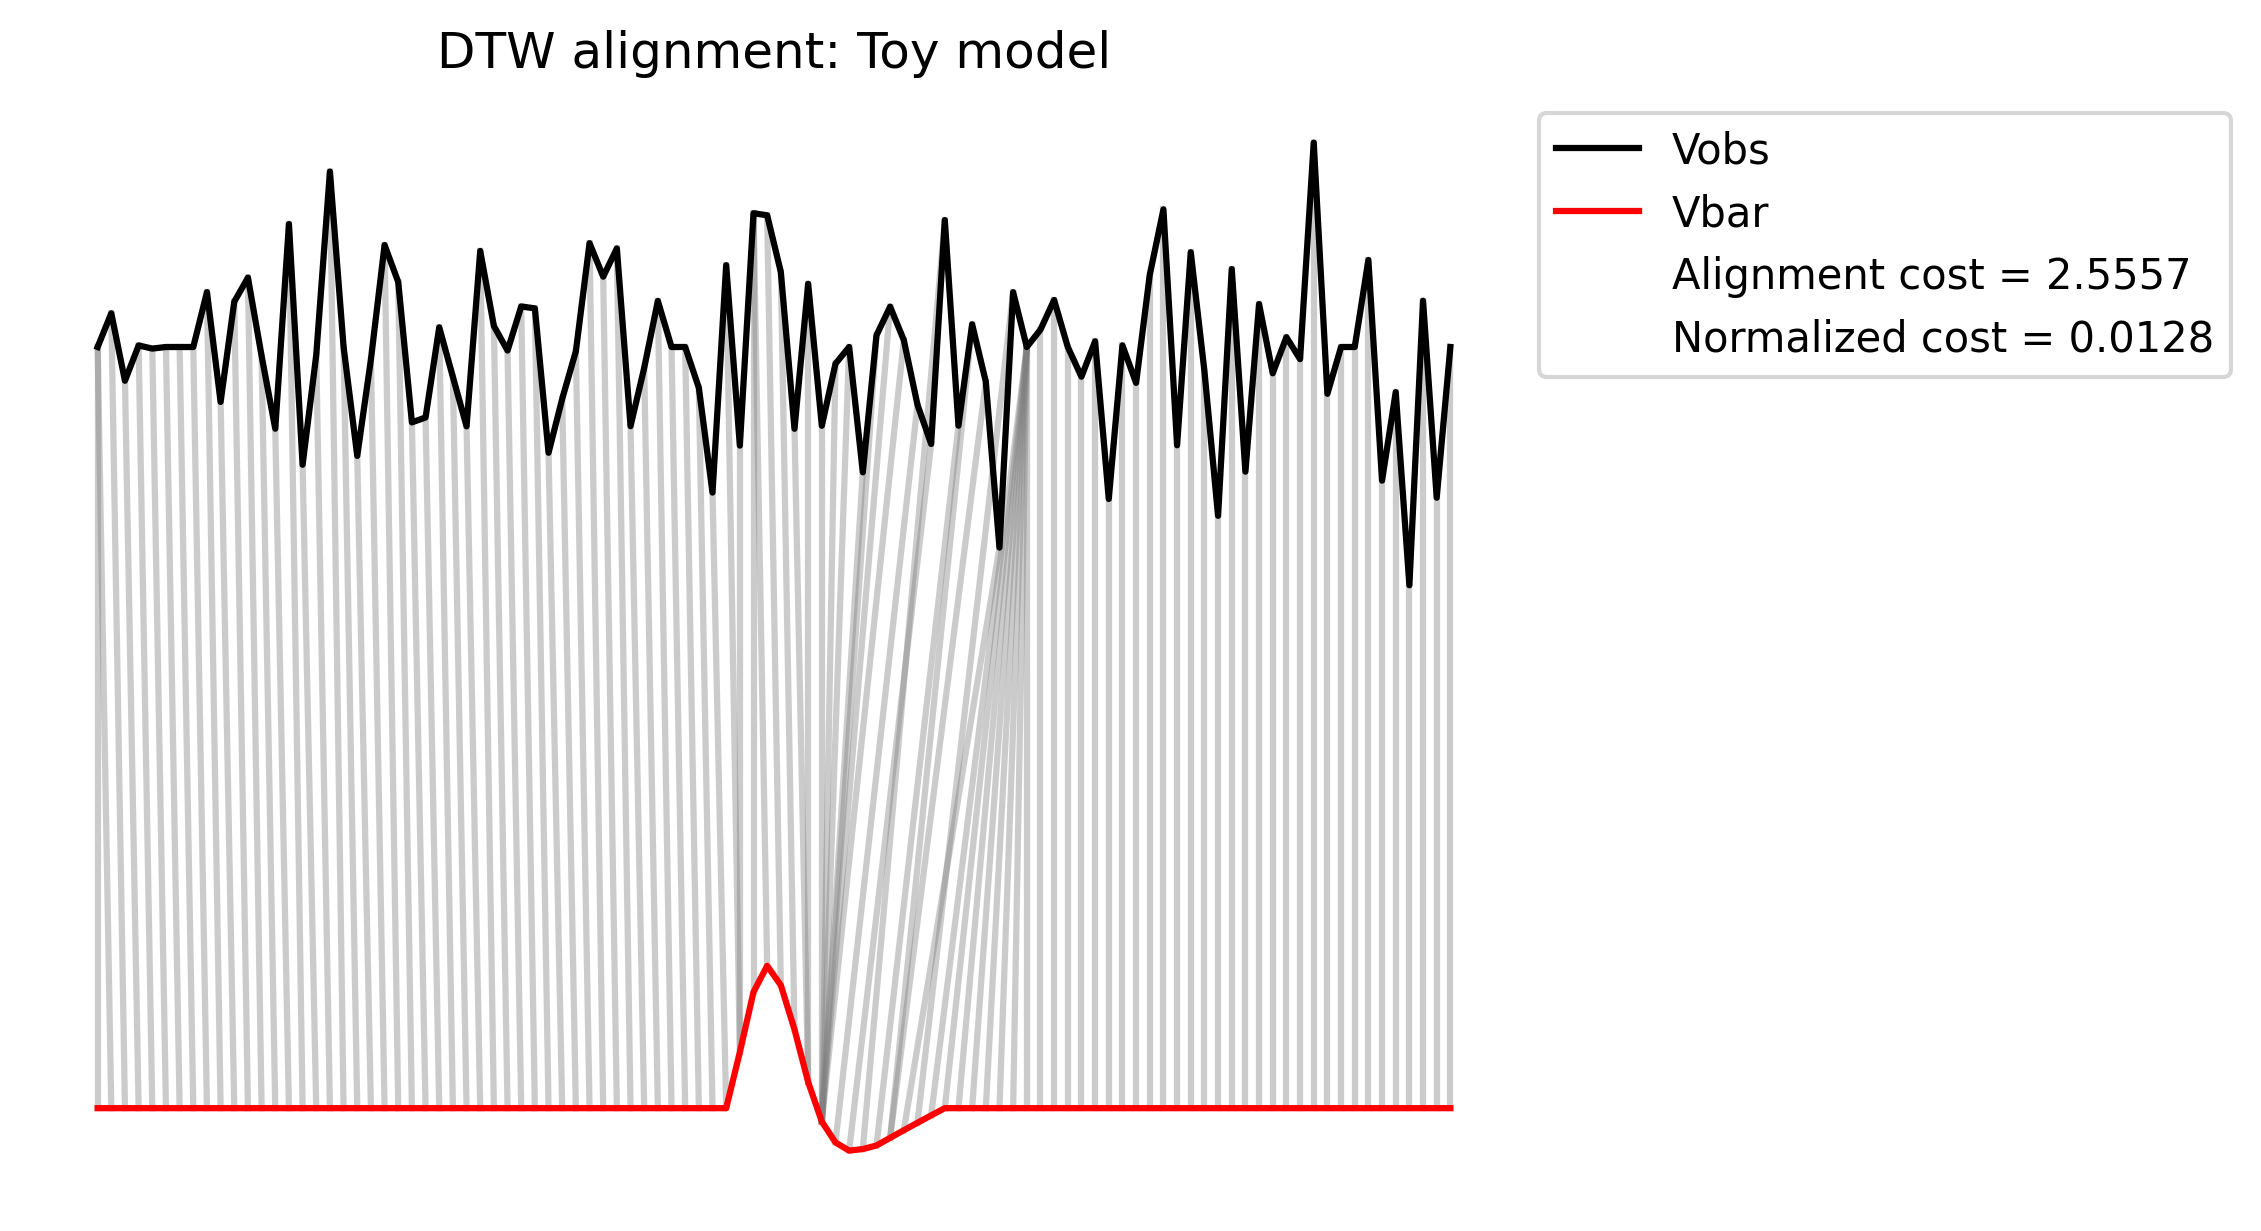 DTW alignment: Toy model
Vobs
Vbar
Alignment cost = 2.5557
Normalized cost = 0.0128